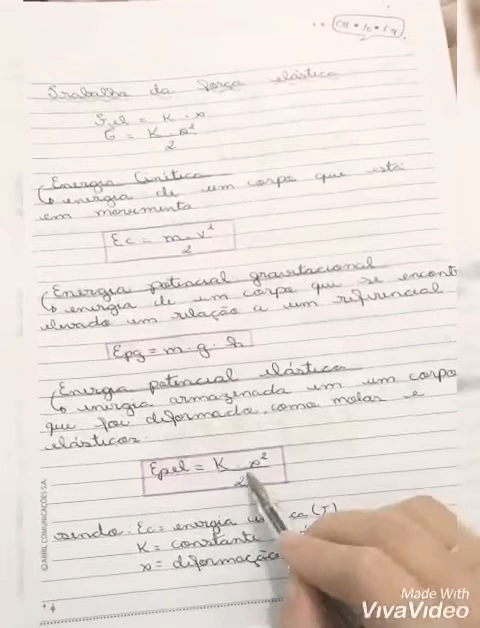 Trabalho da força elástica
Fel = K · x
K · x²
2
Energia Cinética
↳ energia de um corpo que está
em movimento
Ec = m · v²
2
Energia potencial gravitacional
↳ energia de um corpo que se encont
elevado em relação a um referencial
Epg = m · g · h
Energia potencial elástica
↳ energia armazenada em um corpo
que foi deformado, como molas e
elásticos.
Epel = K · x²
2
sendo: Ec = energia (J)
K = constante
x = deformação
© ABRIL COMUNICAÇÕES S.A.
Made With
VivaVideo